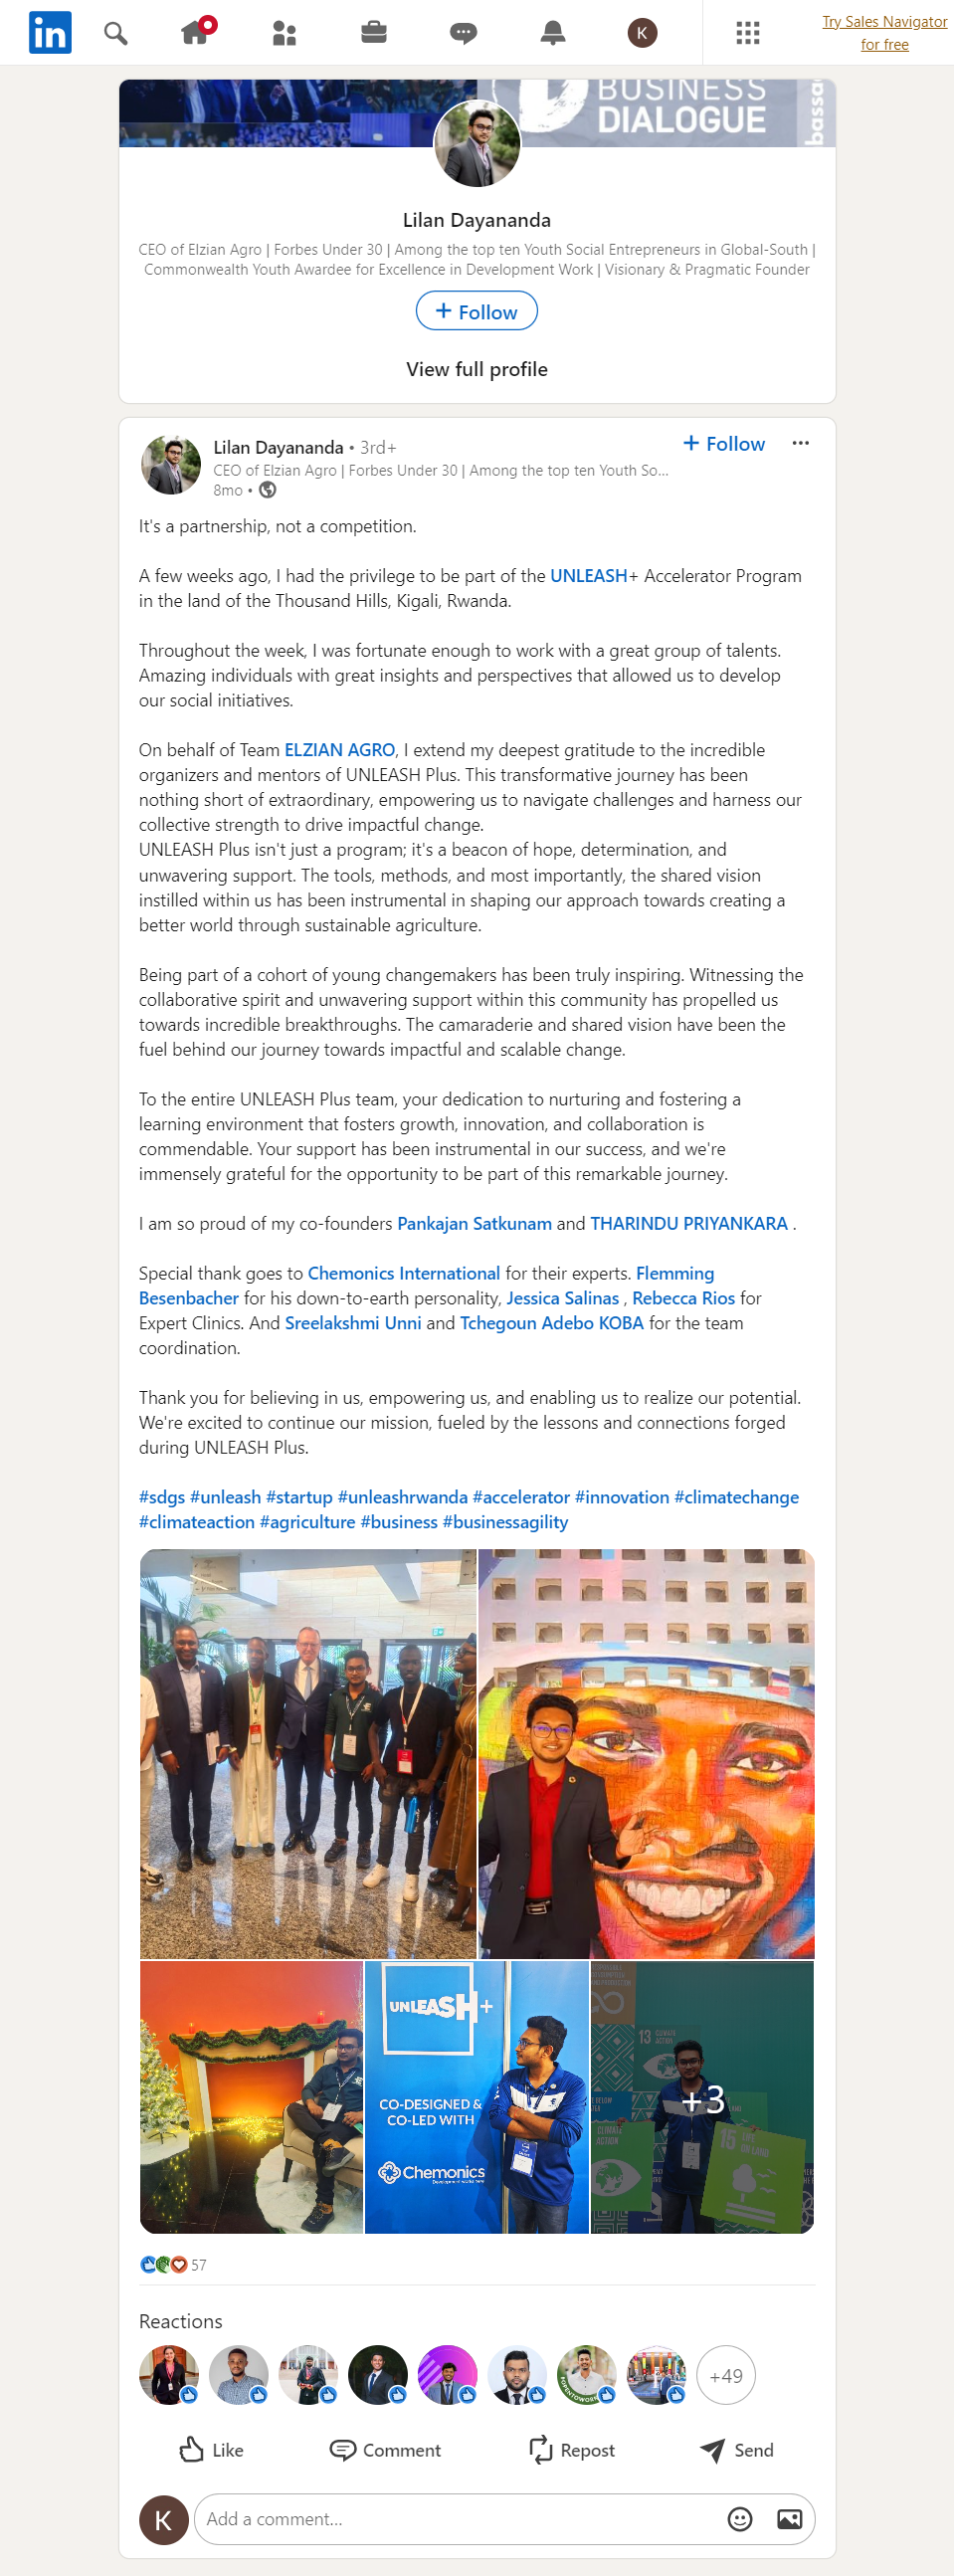 in
K
Try Sales Navigator
for free
BUSINESS
DIALOGUE
bassa
Lilan Dayananda
CEO of Elzian Agro | Forbes Under 30 | Among the top ten Youth Social Entrepreneurs in Global-South |
Commonwealth Youth Awardee for Excellence in Development Work | Visionary & Pragmatic Founder
+ Follow
View full profile
Lilan Dayananda • 3rd+
+ Follow
CEO of Elzian Agro | Forbes Under 30 | Among the top ten Youth So...
8mo •
It's a partnership, not a competition.
A few weeks ago, I had the privilege to be part of the UNLEASH+ Accelerator Program
in the land of the Thousand Hills, Kigali, Rwanda.
Throughout the week, I was fortunate enough to work with a great group of talents.
Amazing individuals with great insights and perspectives that allowed us to develop
our social initiatives.
On behalf of Team ELZIAN AGRO, I extend my deepest gratitude to the incredible
organizers and mentors of UNLEASH Plus. This transformative journey has been
nothing short of extraordinary, empowering us to navigate challenges and harness our
collective strength to drive impactful change.
UNLEASH Plus isn't just a program; it's a beacon of hope, determination, and
unwavering support. The tools, methods, and most importantly, the shared vision
instilled within us has been instrumental in shaping our approach towards creating a
better world through sustainable agriculture.
Being part of a cohort of young changemakers has been truly inspiring. Witnessing the
collaborative spirit and unwavering support within this community has propelled us
towards incredible breakthroughs. The camaraderie and shared vision have been the
fuel behind our journey towards impactful and scalable change.
To the entire UNLEASH Plus team, your dedication to nurturing and fostering a
learning environment that fosters growth, innovation, and collaboration is
commendable. Your support has been instrumental in our success, and we're
immensely grateful for the opportunity to be part of this remarkable journey.
I am so proud of my co-founders Pankajan Satkunam and THARINDU PRIYANKARA .
Special thank goes to Chemonics International for their experts. Flemming
Besenbacher for his down-to-earth personality, Jessica Salinas , Rebecca Rios for
Expert Clinics. And Sreelakshmi Unni and Tchegoun Adebo KOBA for the team
coordination.
Thank you for believing in us, empowering us, and enabling us to realize our potential.
We're excited to continue our mission, fueled by the lessons and connections forged
during UNLEASH Plus.
#sdgs #unleash #startup #unleashrwanda #accelerator #innovation #climatechange
#climateaction #agriculture #business #businessagility
UNLEASH+
CO-DESIGNED &
CO-LED WITH
Chemonics
13 CLIMATE
ACTION
+3
CLIMATE
ACTION
15 LIFE
ON LAND
57
Reactions
#OPENTOWORK
+49
Like
Comment
Repost
Send
K
Add a comment...